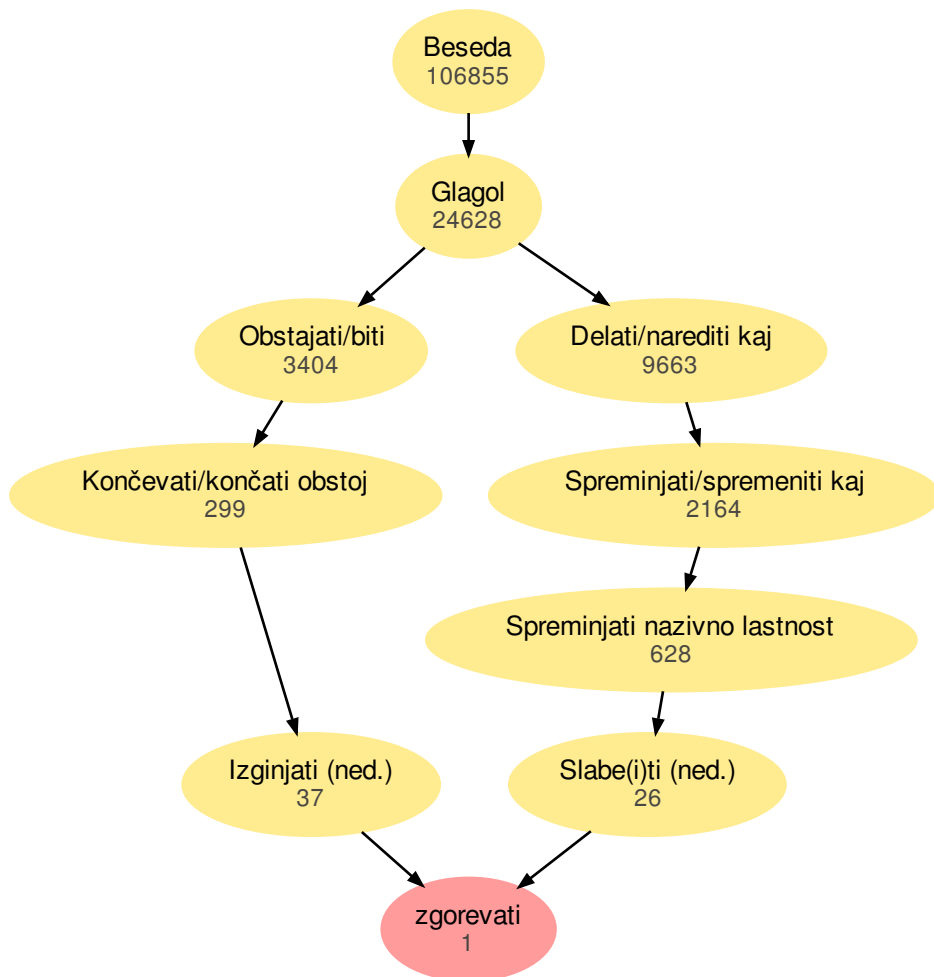 Beseda
106855
Glagol
24628
Obstajati/biti
3404
Delati/narediti kaj
9663
Končevati/končati obstoj
299
Spreminjati/spremeniti kaj
2164
Spreminjati nazivno lastnost
628
Izginjati (ned.)
37
Slabe(i)ti (ned.)
26
zgorevati
1